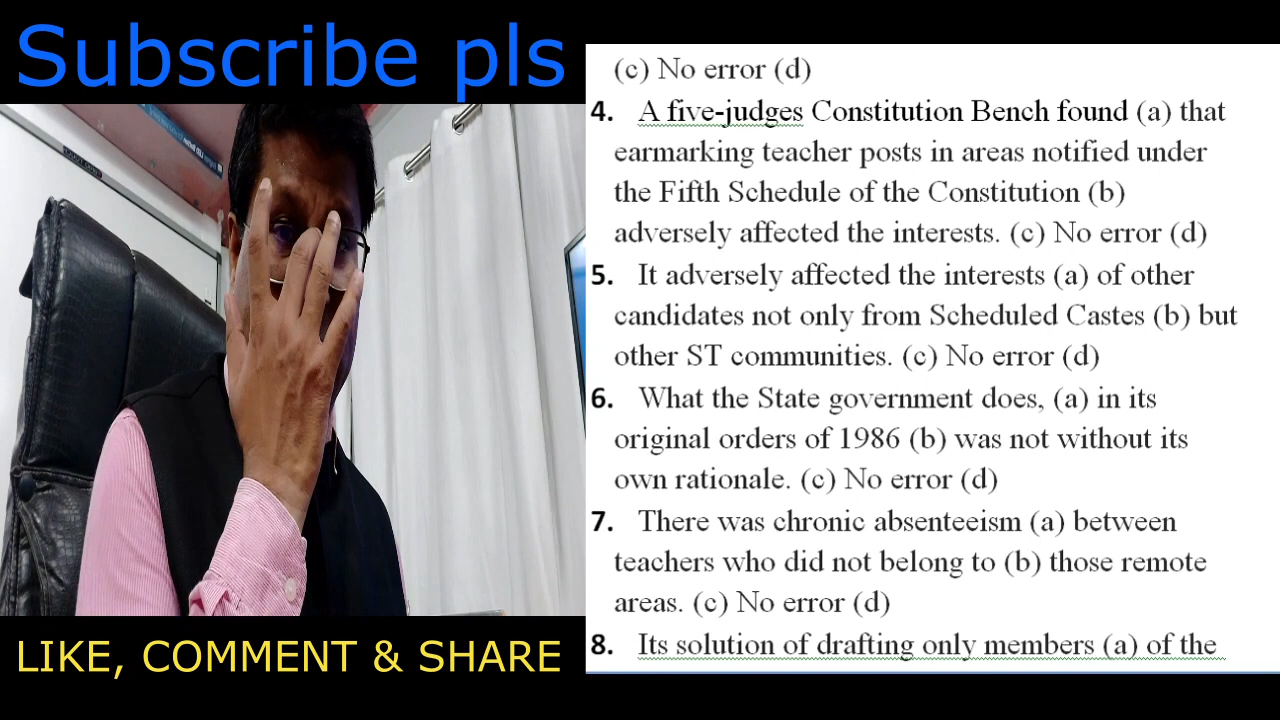 Subscribe pls
(c) No error (d)
4. A five-judges Constitution Bench found (a) that
earmarking teacher posts in areas notified under
the Fifth Schedule of the Constitution (b)
adversely affected the interests. (c) No error (d)
5. It adversely affected the interests (a) of other
candidates not only from Scheduled Castes (b) but
other ST communities. (c) No error (d)
6. What the State government does, (a) in its
original orders of 1986 (b) was not without its
own rationale. (c) No error (d)
7. There was chronic absenteeism (a) between
teachers who did not belong to (b) those remote
areas. (c) No error (d)
8. Its solution of drafting only members (a) of the
LIKE, COMMENT & SHARE